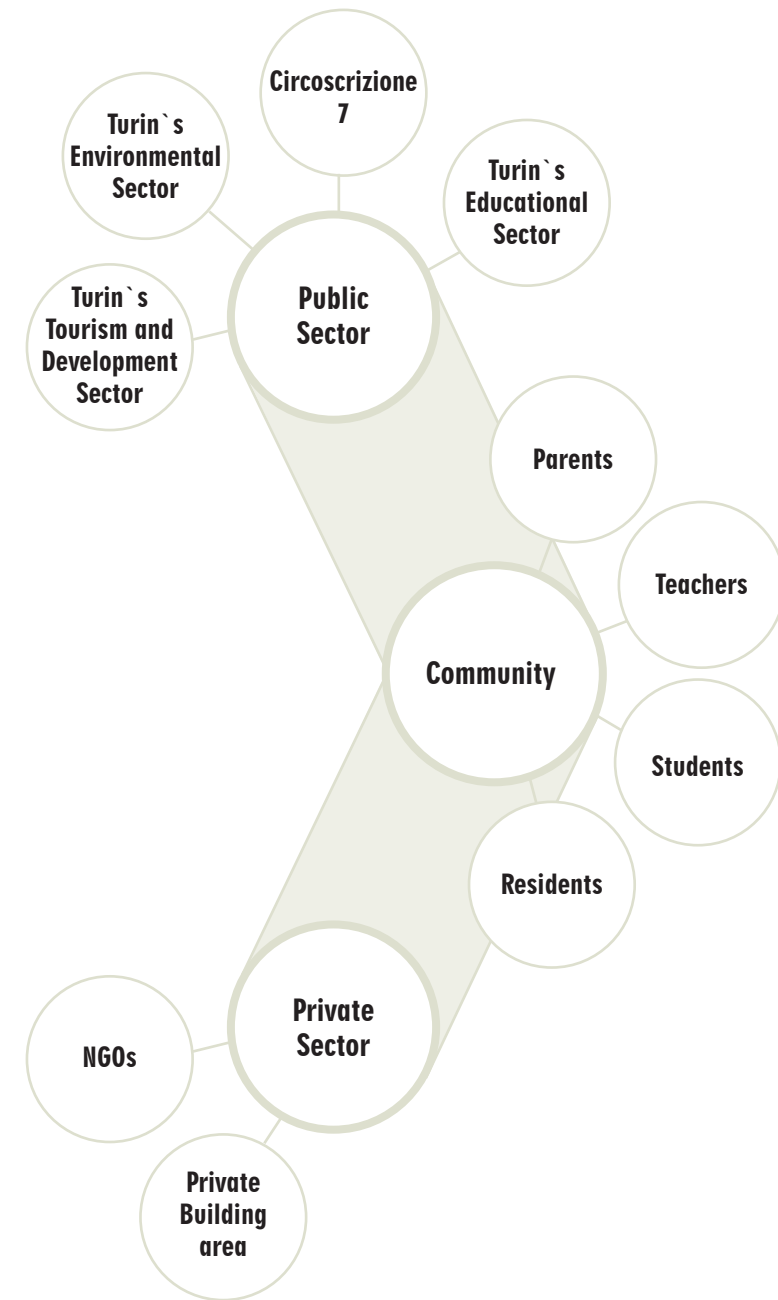 Circoscrizione
7
Turin`s
Environmental
Sector
Turin`s
Educational
Sector
Turin`s
Tourism and
Development
Sector
Public
Sector
Parents
Teachers
Community
Students
Residents
Private
Sector
NGOs
Private
Building
area